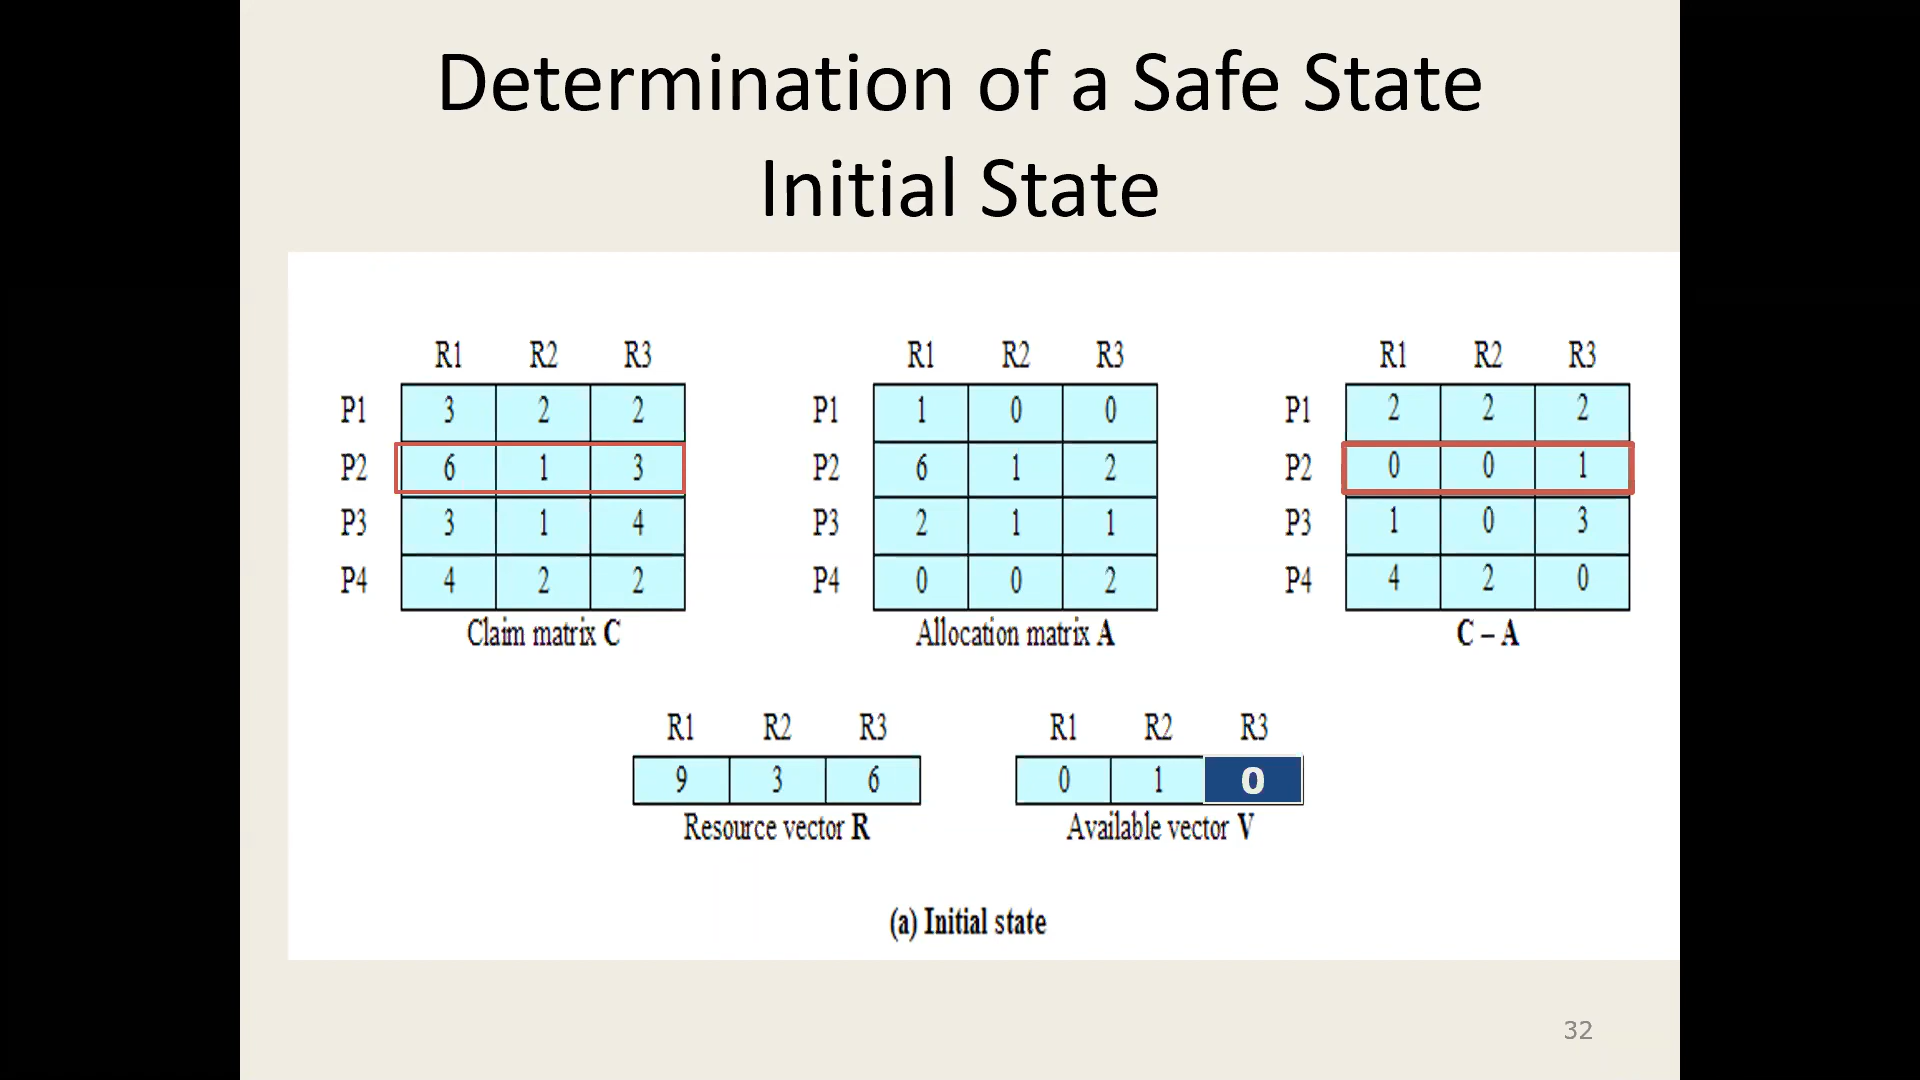 Determination of a Safe State
Initial State
R1 R2 R3
P1 3 2 2
P2 6 1 3
P3 3 1 4
P4 4 2 2
Claim matrix C
R1 R2 R3
P1 1 0 0
P2 6 1 2
P3 2 1 1
P4 0 0 2
Allocation matrix A
R1 R2 R3
P1 2 2 2
P2 0 0 1
P3 1 0 3
P4 4 2 0
C – A
R1 R2 R3
9 3 6
Resource vector R
R1 R2 R3
0 1 0
Available vector V
(a) Initial state
32